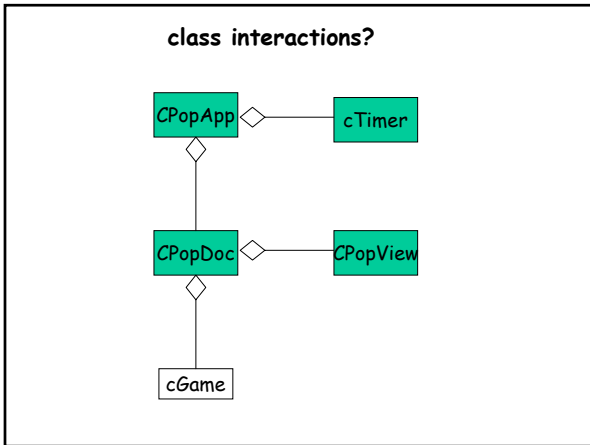 class interactions?
CPopApp
cTimer
CPopDoc
CPopView
cGame